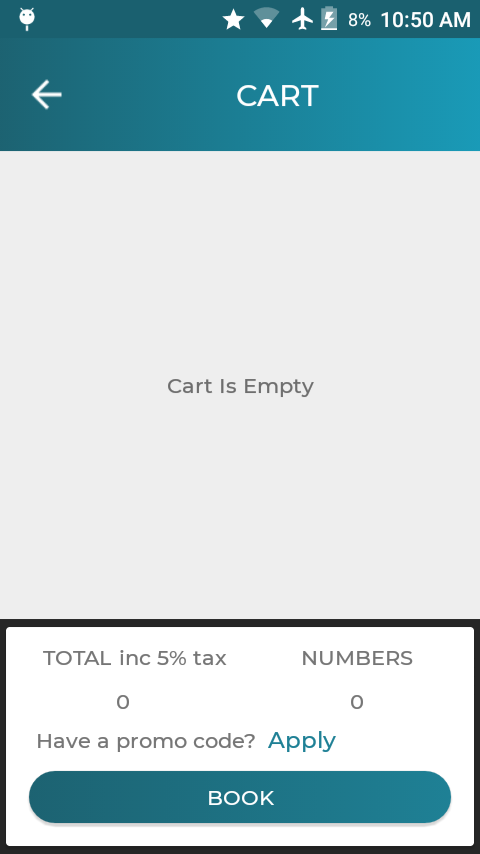 8% 10:50 AM
CART
Cart Is Empty
TOTAL inc 5% tax NUMBERS
0 0
Have a promo code? Apply
BOOK